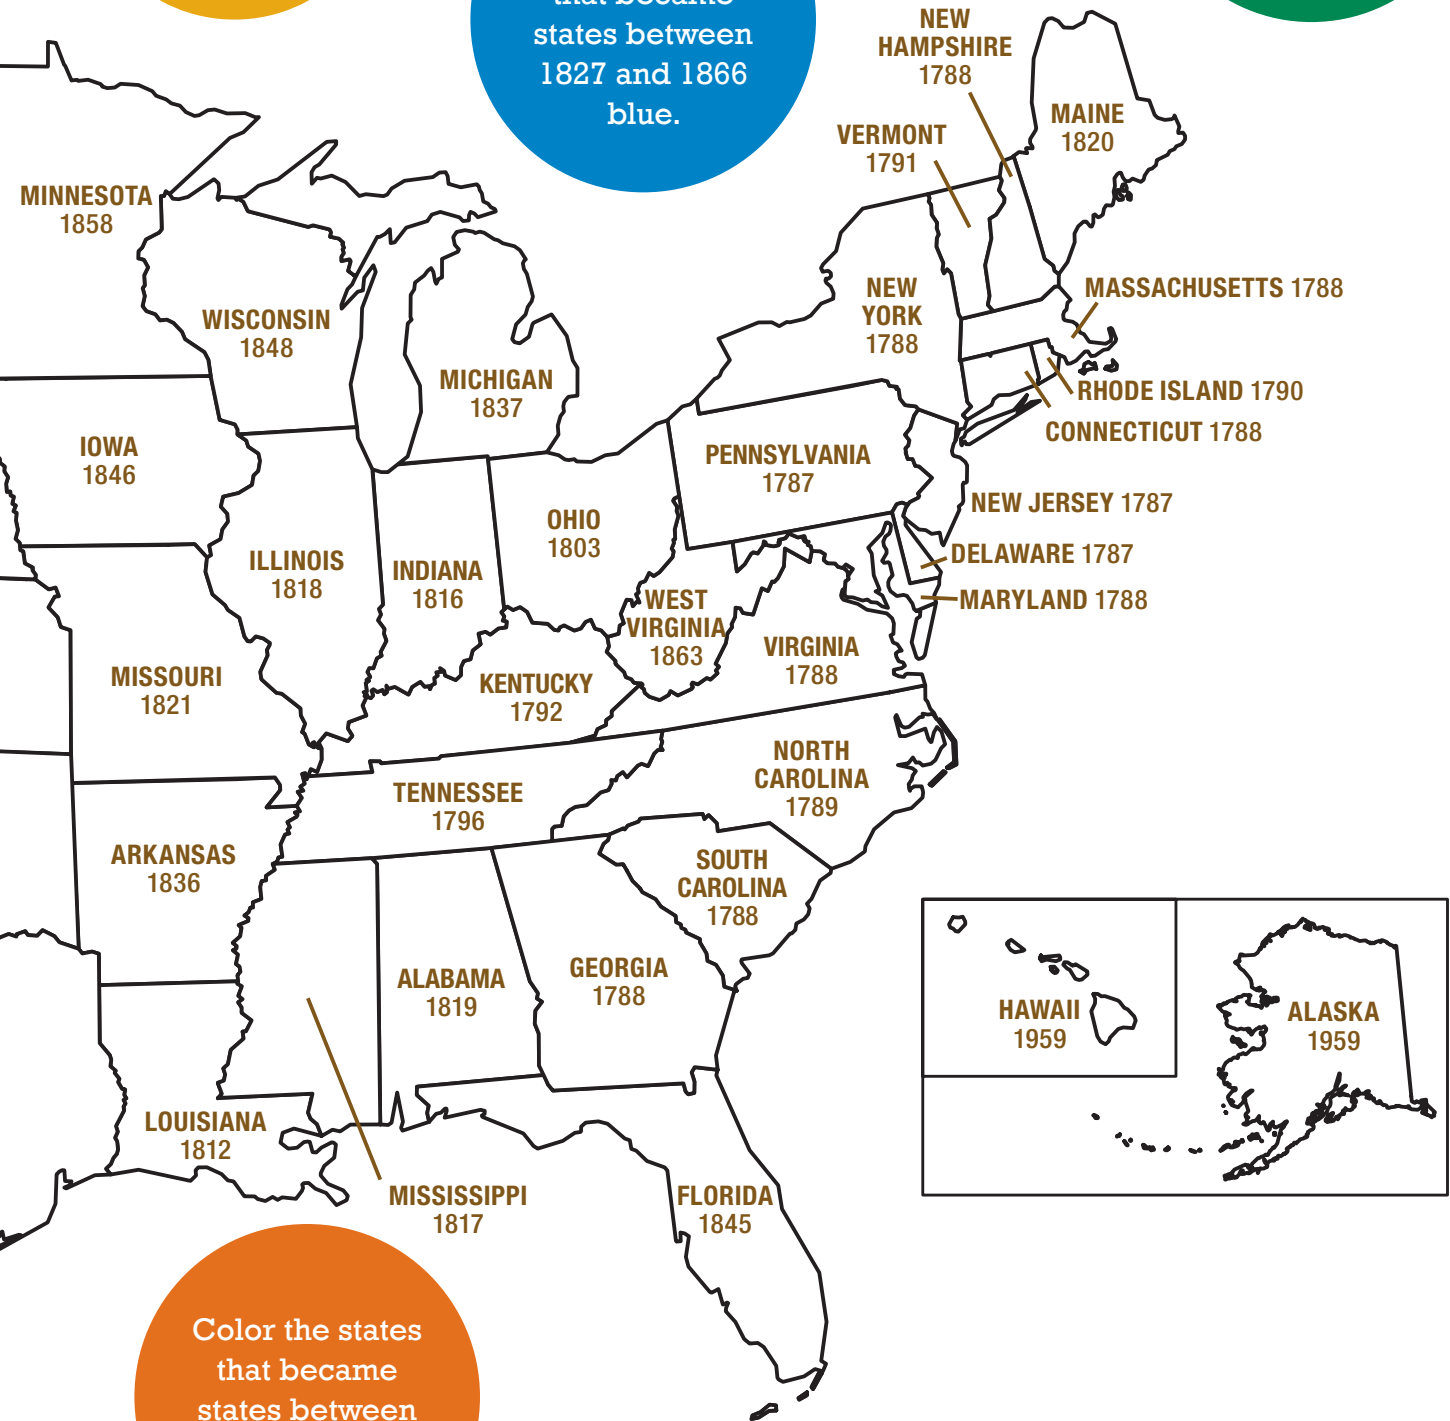 that became
states between
1827 and 1866
blue.
NEW
HAMPSHIRE
1788
VERMONT
1791
MAINE
1820
MINNESOTA
1858
WISCONSIN
1848
MICHIGAN
1837
NEW
YORK
1788
MASSACHUSETTS 1788
RHODE ISLAND 1790
CONNECTICUT 1788
IOWA
1846
PENNSYLVANIA
1787
NEW JERSEY 1787
ILLINOIS
1818
INDIANA
1816
OHIO
1803
DELAWARE 1787
MARYLAND 1788
WEST
VIRGINIA
1863
VIRGINIA
1788
MISSOURI
1821
KENTUCKY
1792
NORTH
CAROLINA
1789
TENNESSEE
1796
ARKANSAS
1836
SOUTH
CAROLINA
1788
ALABAMA
1819
GEORGIA
1788
HAWAII
1959
ALASKA
1959
LOUISIANA
1812
MISSISSIPPI
1817
FLORIDA
1845
Color the states
that became
states between